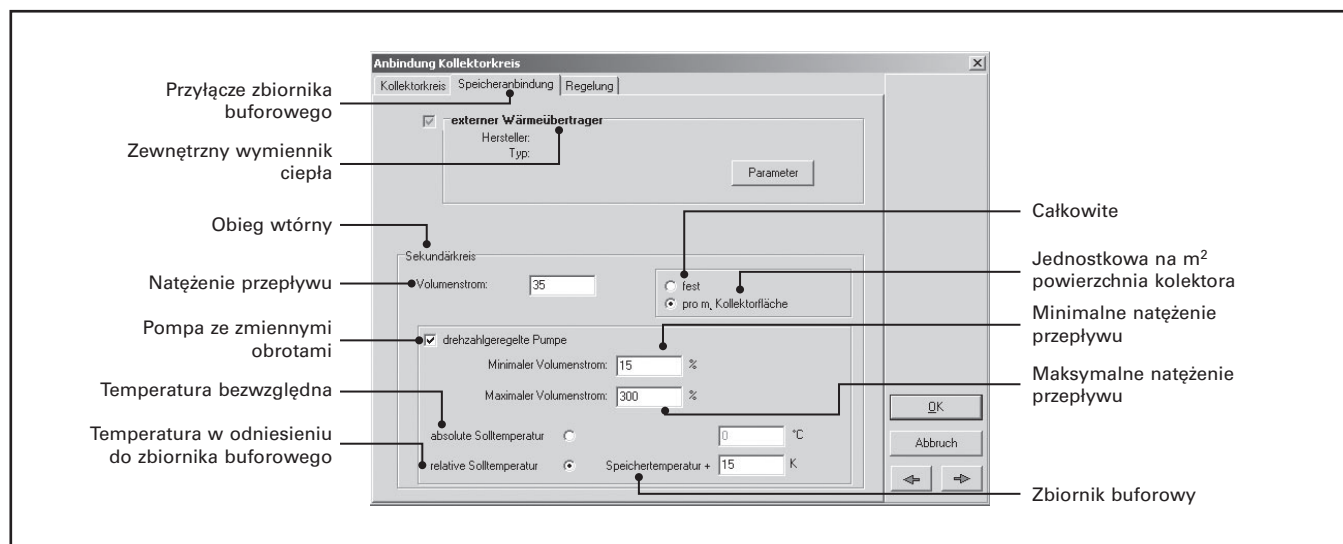 Przyłącze zbiornika
buforowego
Zewnętrzny wymiennik
ciepła
Obieg wtórny
Natężenie przepływu
Pompa ze zmiennymi
obrotami
Temperatura bezwzględna
Temperatura w odniesieniu
do zbiornika buforowego
Anbindung Kollektorkreis
Kollektorkreis Speicheranbindung Regelung
externer Wärmeübertrager
Hersteller:
Typ:
Parameter
Sekundärkreis
Volumenstrom: 35
fest
pro m, Kollektorfläche
drehzahlgeregelte Pumpe
Minimaler Volumenstrom: 15 %
Maximaler Volumenstrom: 300 %
absolute Solltemperatur 0 °C
relative Solltemperatur Speichertemperatur + 15 K
OK
Abbruch
Całkowite
Jednostkowa na m²
powierzchnia kolektora
Minimalne natężenie
przepływu
Maksymalne natężenie
przepływu
Zbiornik buforowy